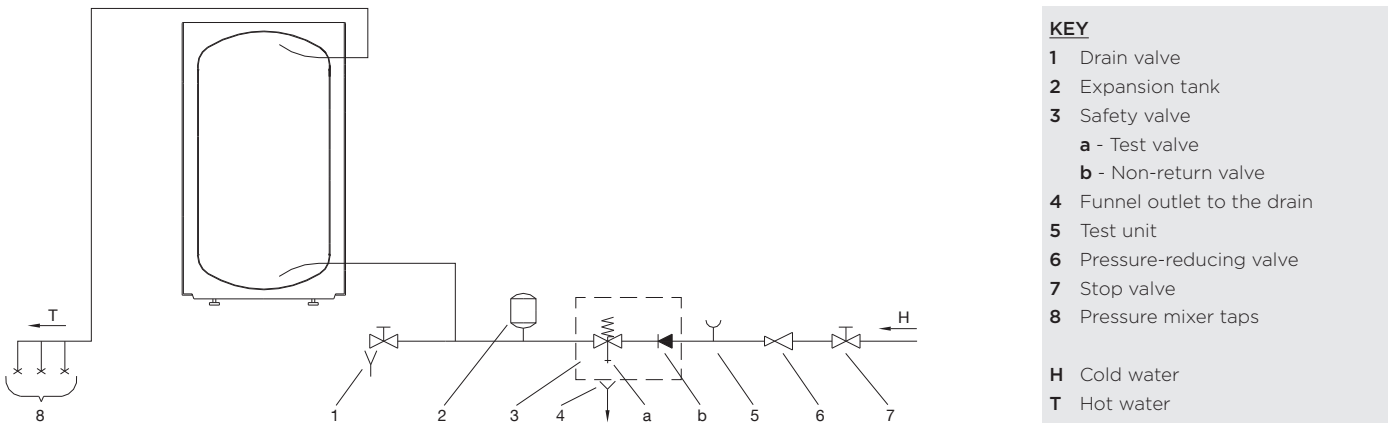 T
H
8
1
2
3
4
a
b
5
6
7
KEY
1 Drain valve
2 Expansion tank
3 Safety valve
a - Test valve
b - Non-return valve
4 Funnel outlet to the drain
5 Test unit
6 Pressure-reducing valve
7 Stop valve
8 Pressure mixer taps
H Cold water
T Hot water